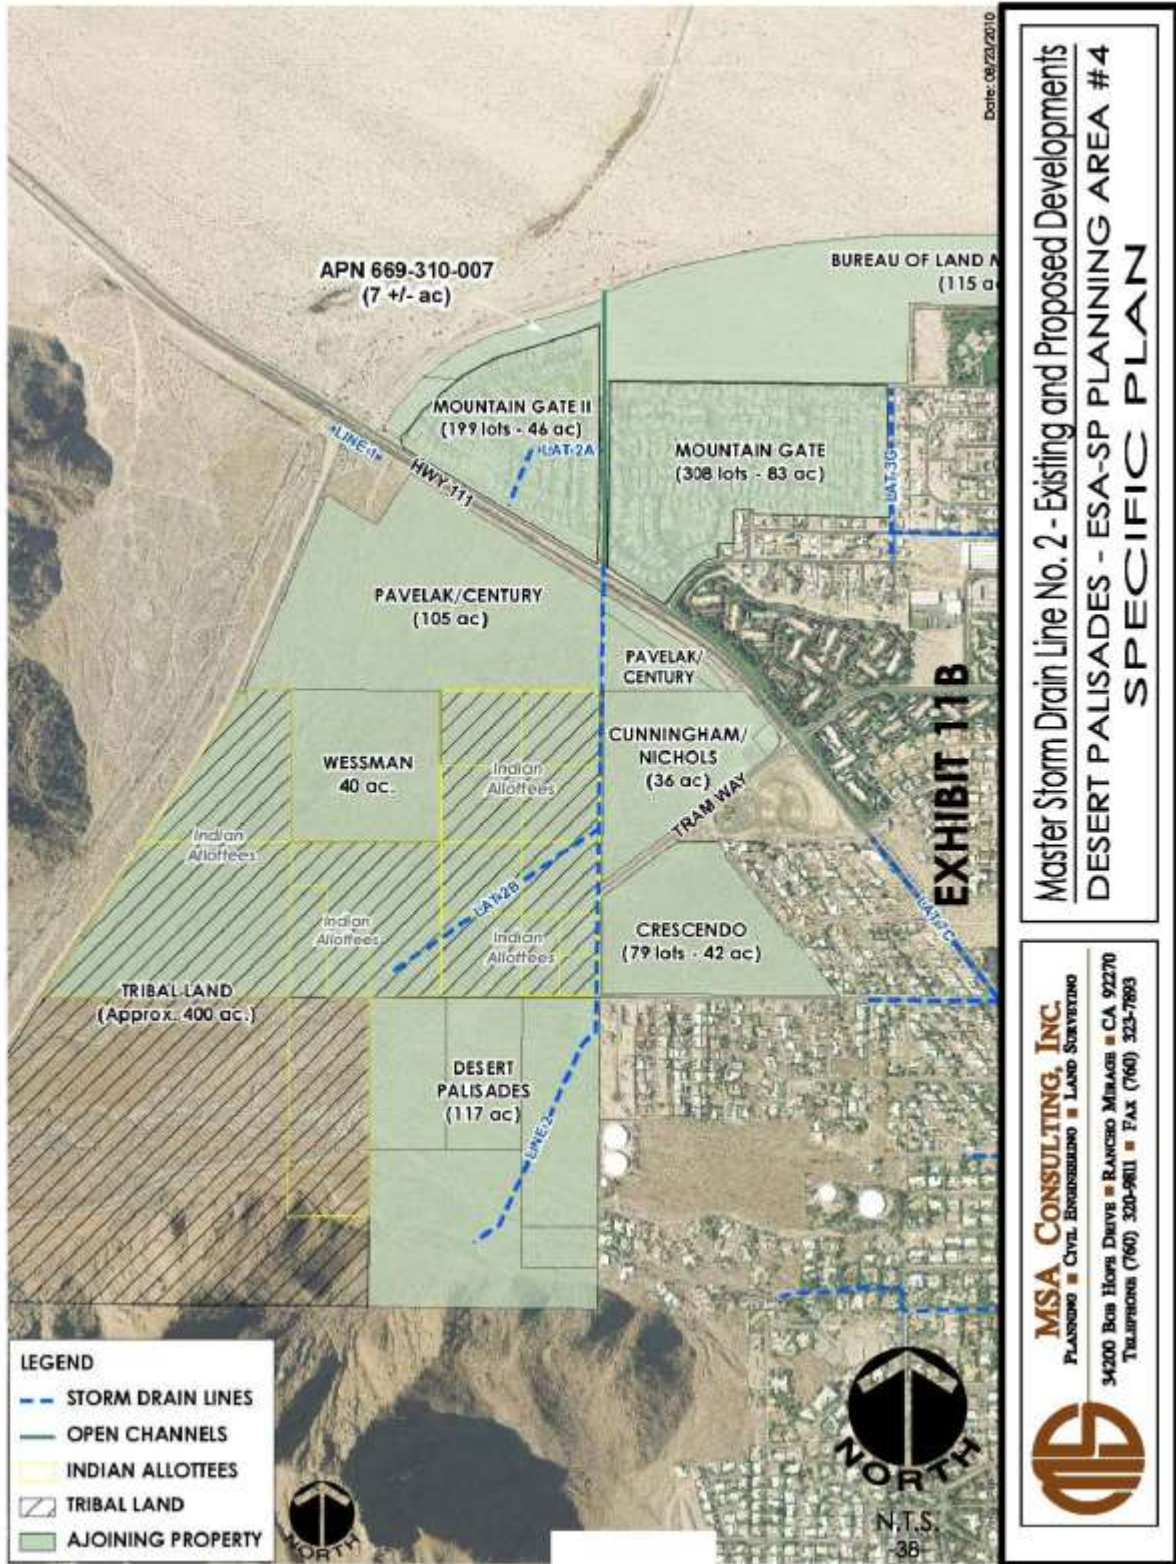 Date: 08/23/2010
APN 669-310-007
(7 +/- ac)
BUREAU OF LAND M
(115 ac
MOUNTAIN GATE II
(199 lots - 46 ac)
LINE-1
HWY-111
LAT-2A
MOUNTAIN GATE
(308 lots - 83 ac)
LAT-3G
PAVELAK/CENTURY
(105 ac)
PAVELAK/
CENTURY
WESSMAN
40 ac.
Indian
Allottees
CUNNINGHAM/
NICHOLS
(36 ac)
TRAM WAY
Indian
Allottees
LAT-2B
Indian
Allottees
Indian
Allottees
CRESCENDO
(79 lots - 42 ac)
TRIBAL LAND
(Approx. 400 ac.)
DESERT
PALISADES
(117 ac)
LINE-2
LEGEND
STORM DRAIN LINES
OPEN CHANNELS
INDIAN ALLOTTEES
TRIBAL LAND
AJOINING PROPERTY
NORTH
NORTH
N.T.S.
-38-
EXHIBIT 11B
Master Storm Drain Line No. 2 - Existing and Proposed Developments
DESERT PALISADES - ESA-SP PLANNING AREA #4
SPECIFIC PLAN
MSA CONSULTING, INC.
PLANNING ■ CIVIL ENGINEERING ■ LAND SURVEYING
34200 BOB HOPE DRIVE ■ RANCHO MIRAGE ■ CA 92270
TELEPHONE (760) 320-9811 ■ FAX (760) 323-7893